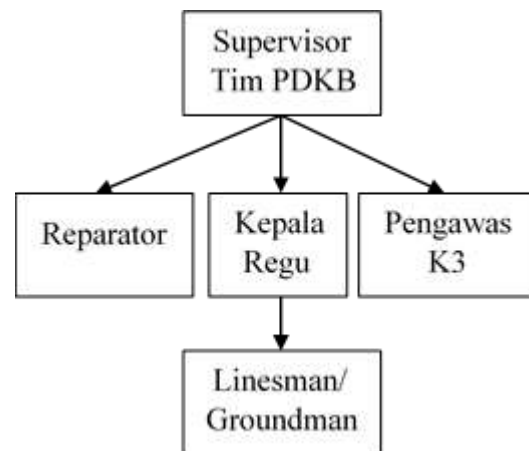 Supervisor
Tim PDKB
Reparator
Kepala
Regu
Pengawas
K3
Linesman/
Groundman